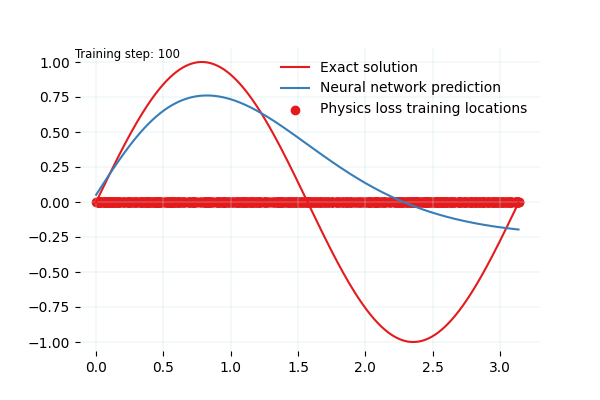 Training step: 100
Exact solution
Neural network prediction
Physics loss training locations
1.00
0.75
0.50
0.25
0.00
−0.25
−0.50
−0.75
−1.00
0.0 0.5 1.0 1.5 2.0 2.5 3.0